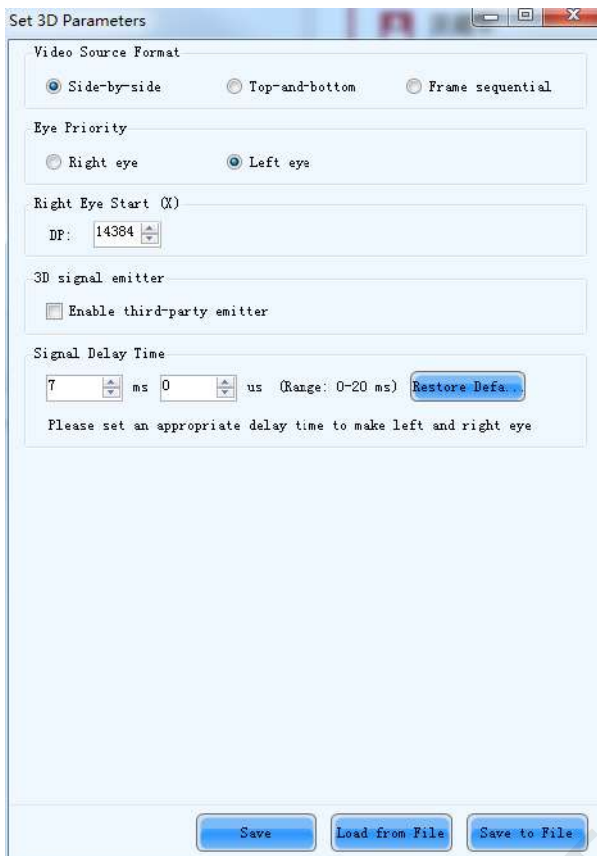 Set 3D Parameters
Video Source Format
Side-by-side Top-and-bottom Frame sequential
Eye Priority
Right eye Left eye
Right Eye Start (X)
DP: 14384
3D signal emitter
Enable third-party emitter
Signal Delay Time
7 ms 0 us (Range: 0-20 ms) Restore Defa...
Please set an appropriate delay time to make left and right eye
Save Load from File Save to File